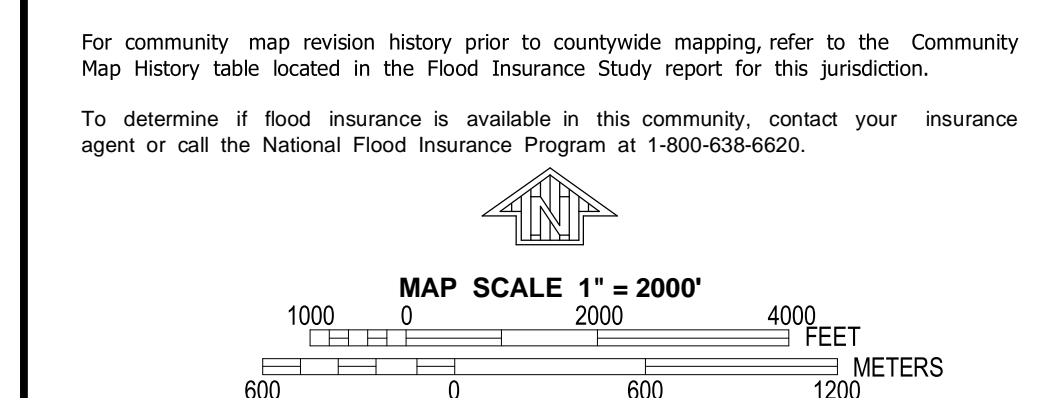 For community map revision history prior to countywide mapping, refer to the Community
Map History table located in the Flood Insurance Study report for this jurisdiction.
To determine if flood insurance is available in this community, contact your insurance
agent or call the National Flood Insurance Program at 1-800-638-6620.
N
MAP SCALE 1" = 2000'
1000 0 2000 4000
FEET
METERS
600 0 600 1200